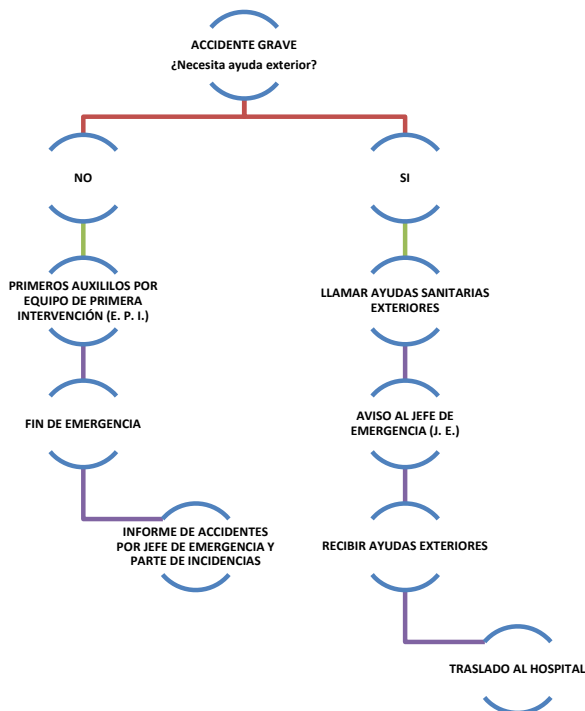 ACCIDENTE GRAVE
¿Necesita ayuda exterior?
NO
SI
PRIMEROS AUXILILOS POR
EQUIPO DE PRIMERA
INTERVENCIÓN (E. P. I.)
LLAMAR AYUDAS SANITARIAS
EXTERIORES
FIN DE EMERGENCIA
AVISO AL JEFE DE
EMERGENCIA (J. E.)
INFORME DE ACCIDENTES
POR JEFE DE EMERGENCIA Y
PARTE DE INCIDENCIAS
RECIBIR AYUDAS EXTERIORES
TRASLADO AL HOSPITAL